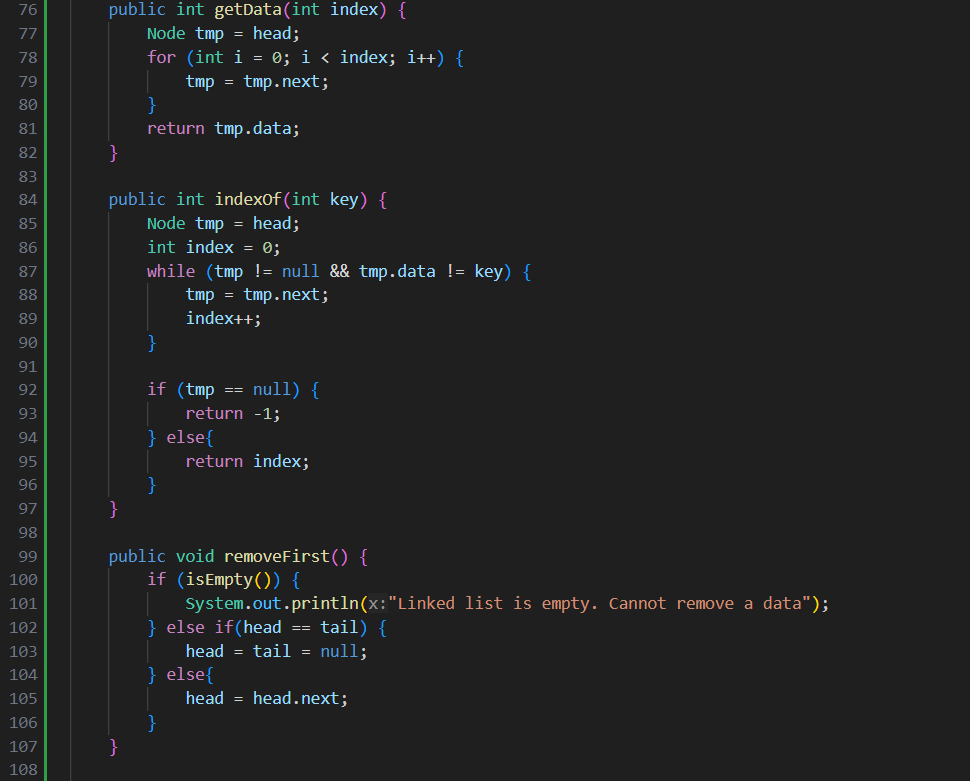 76 public int getData(int index) {
77 Node tmp = head;
78 for (int i = 0; i < index; i++) {
79 tmp = tmp.next;
80 }
81 return tmp.data;
82 }
83
84 public int indexOf(int key) {
85 Node tmp = head;
86 int index = 0;
87 while (tmp != null && tmp.data != key) {
88 tmp = tmp.next;
89 index++;
90 }
91
92 if (tmp == null) {
93 return -1;
94 } else{
95 return index;
96 }
97 }
98
99 public void removeFirst() {
100 if (isEmpty()) {
101 System.out.println(x:"Linked list is empty. Cannot remove a data");
102 } else if(head == tail) {
103 head = tail = null;
104 } else{
105 head = head.next;
106 }
107 }
108